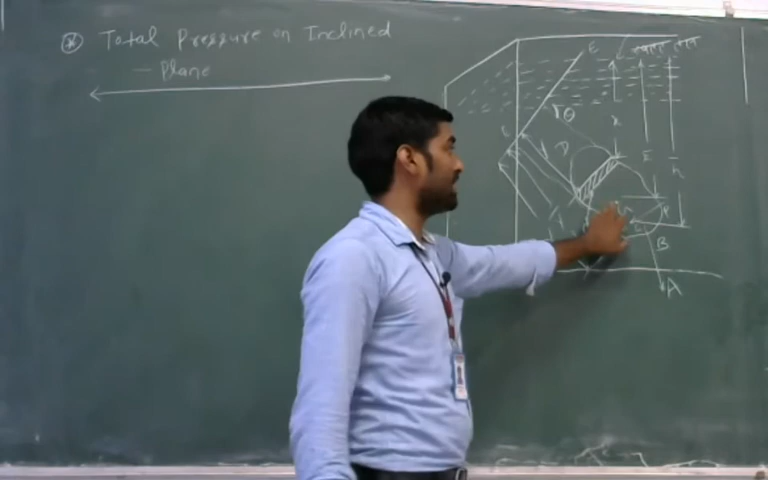 Total Pressure on Inclined
- Plane
E
θ
x
D
h̄
B
A